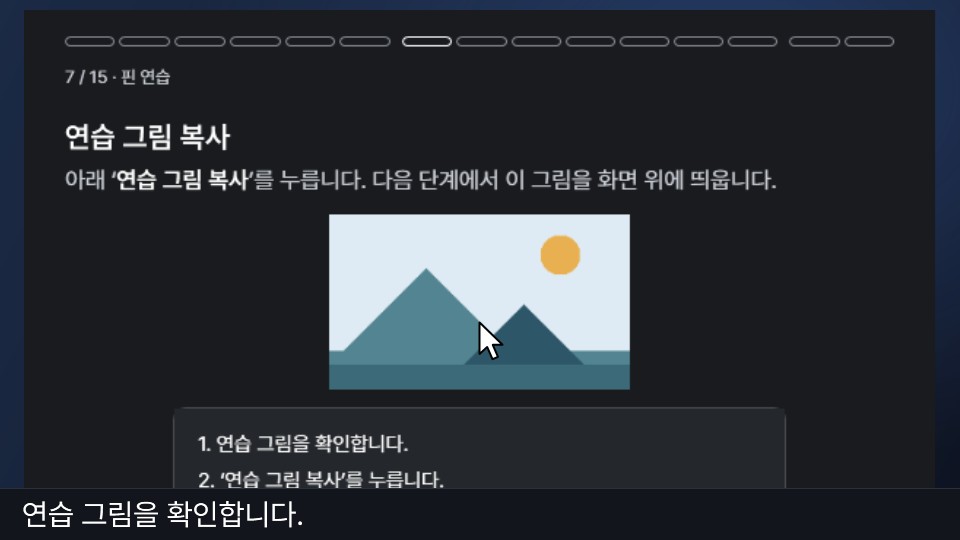 7 / 15 · 핀 연습
연습 그림 복사
아래 ‘연습 그림 복사’를 누릅니다. 다음 단계에서 이 그림을 화면 위에 띄웁니다.
1. 연습 그림을 확인합니다.
2. ‘연습 그림 복사’를 누릅니다.
연습 그림을 확인합니다.